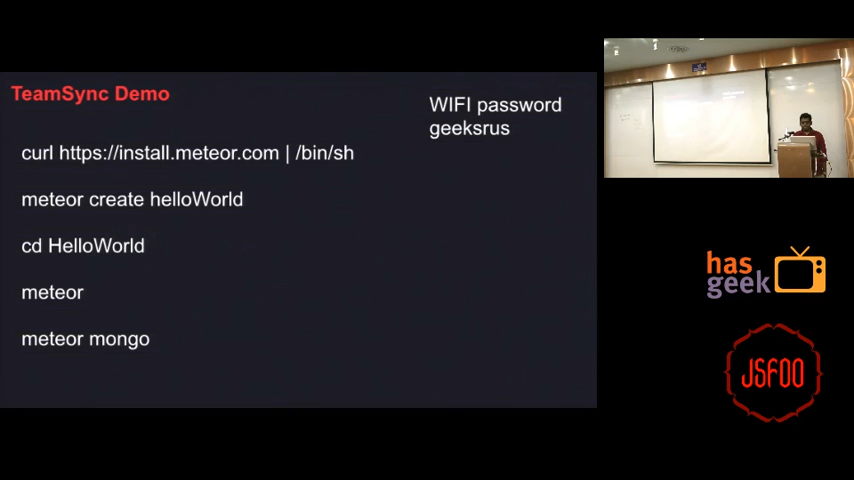 TeamSync Demo
WIFI password
geeksrus
curl https://install.meteor.com | /bin/sh
meteor create helloWorld
cd HelloWorld
meteor
meteor mongo
has
geek
JSFOO